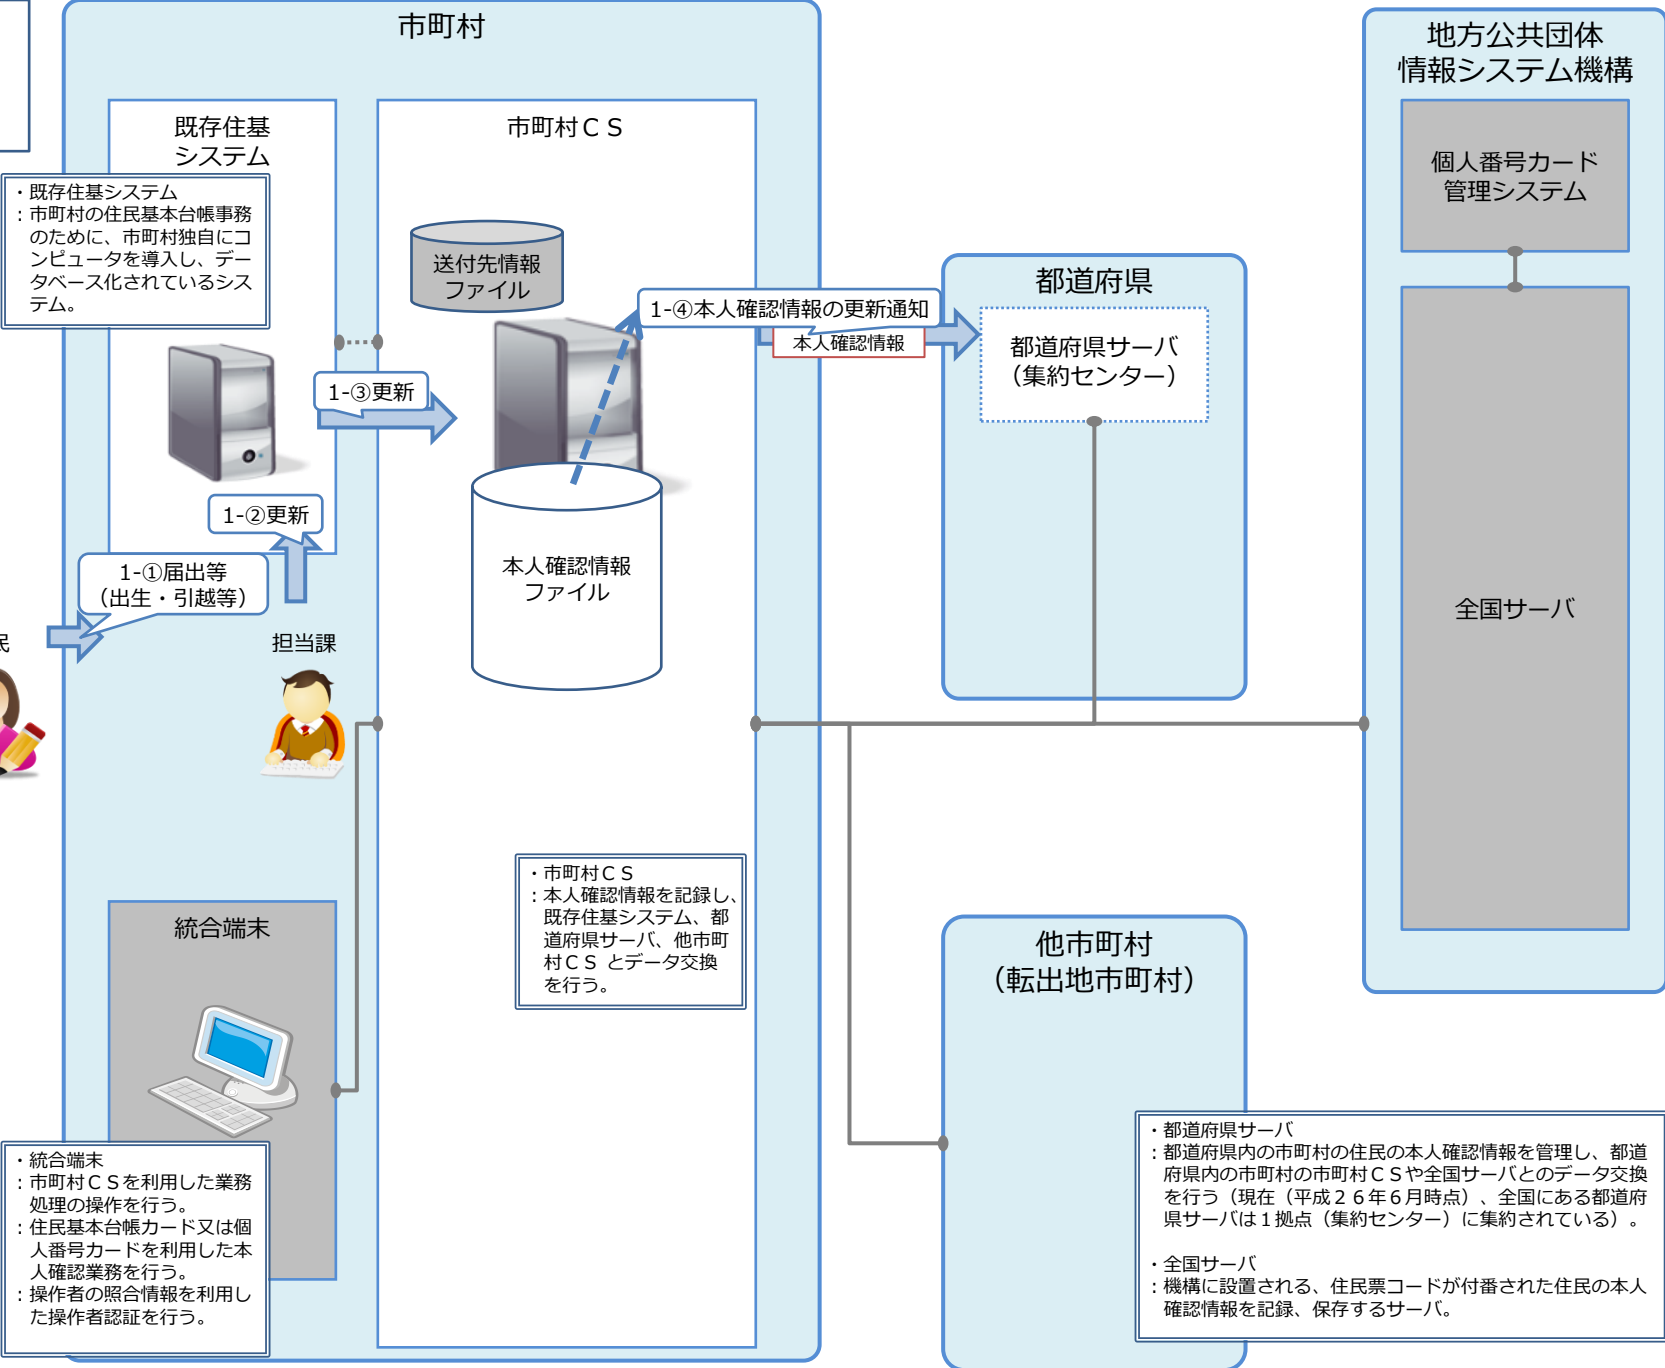 市町村
既存住基
システム
・既存住基システム
：市町村の住民基本台帳事務
のために、市町村独自にコ
ンピュータを導入し、デー
タベース化されているシス
テム。
市町村ＣＳ
送付先情報
ファイル
1-③更新
1-②更新
1-①届出等
（出生・引越等）
民
担当課
本人確認情報
ファイル
1-④本人確認情報の更新通知
本人確認情報
都道府県
都道府県サーバ
（集約センター）
地方公共団体
情報システム機構
個人番号カード
管理システム
全国サーバ
・市町村ＣＳ
：本人確認情報を記録し、
既存住基システム、都
道府県サーバ、他市町
村ＣＳ とデータ交換
を行う。
統合端末
・統合端末
：市町村ＣＳを利用した業務
処理の操作を行う。
：住民基本台帳カード又は個
人番号カードを利用した本
人確認業務を行う。
：操作者の照合情報を利用し
た操作者認証を行う。
他市町村
（転出地市町村）
・都道府県サーバ
：都道府県内の市町村の住民の本人確認情報を管理し、都道
府県内の市町村の市町村ＣＳや全国サーバとのデータ交換
を行う（現在（平成２６年６月時点）、全国にある都道府
県サーバは１拠点（集約センター）に集約されている）。
・全国サーバ
：機構に設置される、住民票コードが付番された住民の本人
確認情報を記録、保存するサーバ。